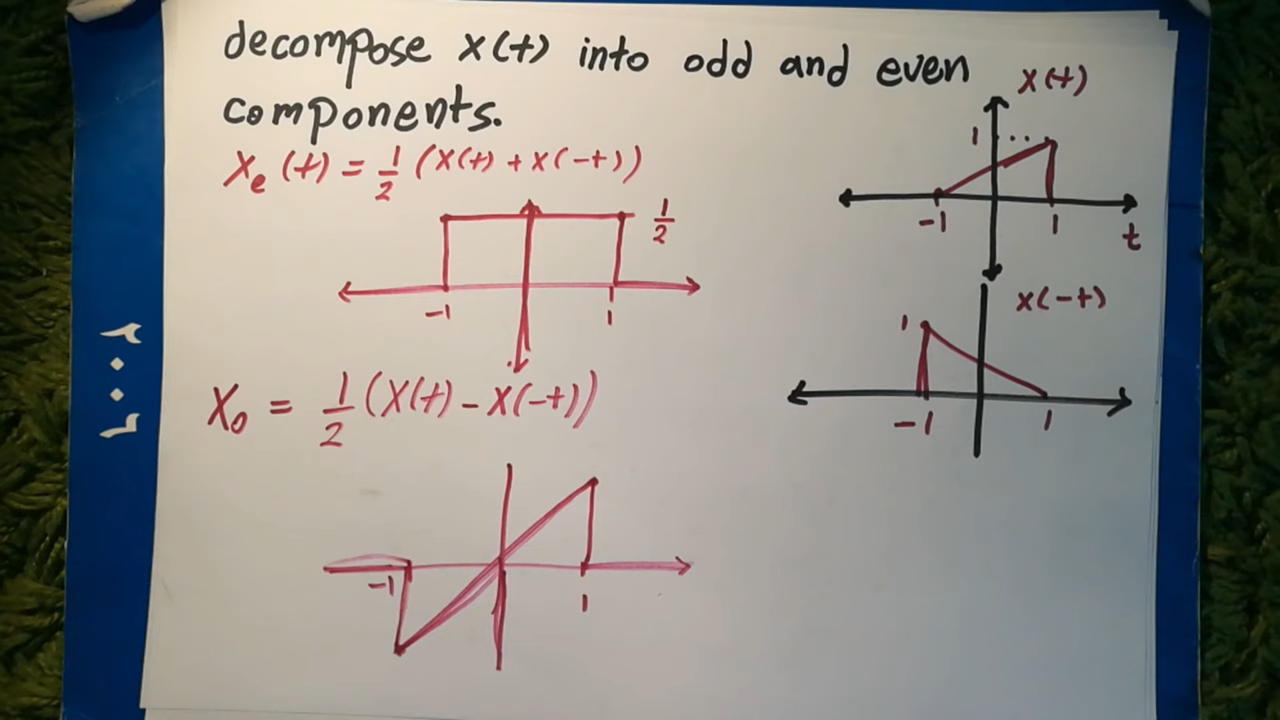 decompose x(t) into odd and even
components.
Xe (t) = 1/2 (X(t) + X(-t))
1/2
-1 1
Xo = 1/2 (X(t) - X(-t))
-1
1
X(t)
1
-1 1
t
X(-t)
1
-1 1
٢٠٠٦